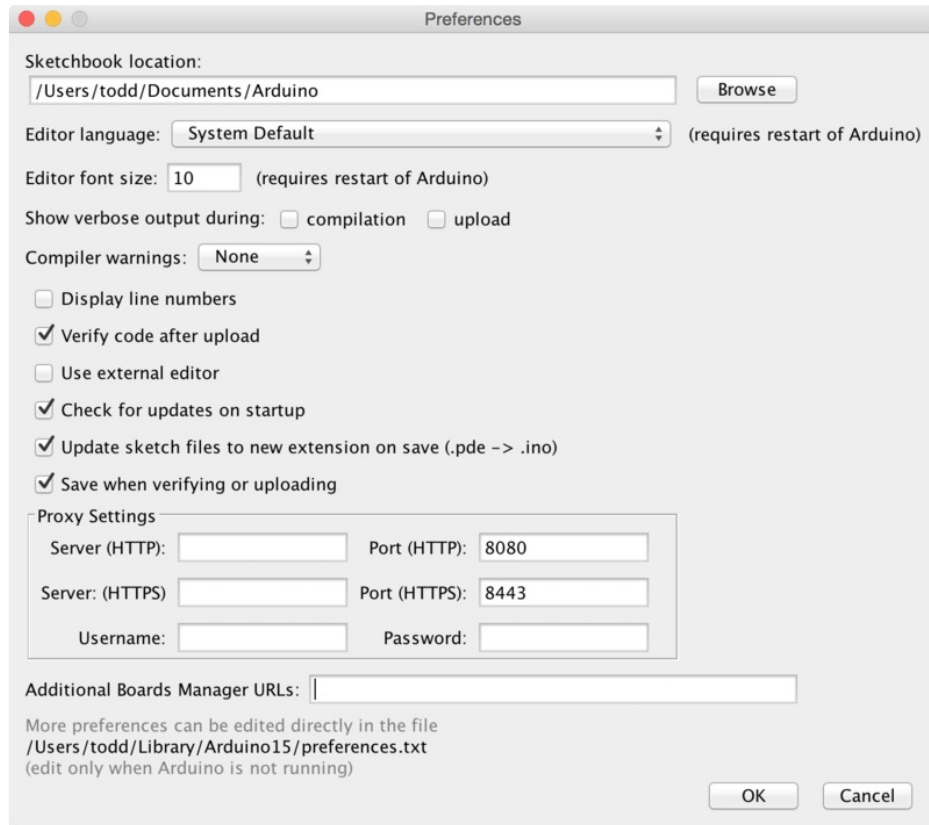 Preferences
Sketchbook location:
/Users/todd/Documents/Arduino Browse
Editor language: System Default (requires restart of Arduino)
Editor font size: 10 (requires restart of Arduino)
Show verbose output during: compilation upload
Compiler warnings: None
Display line numbers
Verify code after upload
Use external editor
Check for updates on startup
Update sketch files to new extension on save (.pde -> .ino)
Save when verifying or uploading
Proxy Settings
Server (HTTP): Port (HTTP): 8080
Server: (HTTPS) Port (HTTPS): 8443
Username: Password:
Additional Boards Manager URLs:
More preferences can be edited directly in the file
/Users/todd/Library/Arduino15/preferences.txt
(edit only when Arduino is not running)
OK Cancel